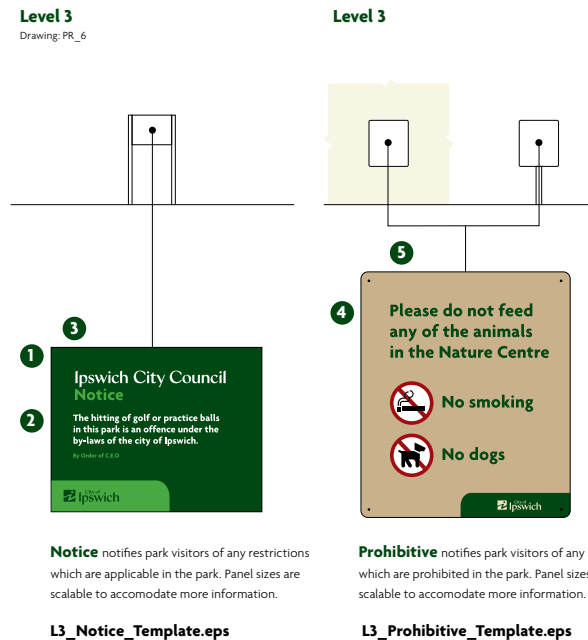 Level 3
Drawing: PR_6
3
1
Ipswich City Council
Notice
2
The hitting of golf or practice balls
in this park is an offence under the
by-laws of the city of Ipswich.
By Order of C.E.O
City of
Ipswich
Notice notifies park visitors of any restrictions
which are applicable in the park. Panel sizes are
scalable to accomodate more information.
L3_Notice_Template.eps
Level 3
5
4
Please do not feed
any of the animals
in the Nature Centre
No smoking
No dogs
City of
Ipswich
Prohibitive notifies park visitors of any
which are prohibited in the park. Panel sizes
scalable to accomodate more information.
L3_Prohibitive_Template.eps